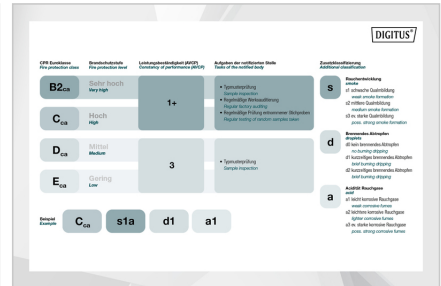 DIGITUS®
CPR Euroklasse
Fire protection class
Brandschutzstufe
Fire protection level
Leistungsbeständigkeit (AVCP)
Constancy of performance (AVCP)
Aufgaben der notifizierten Stelle
Tasks of the notified body
Zusatzklassifizierung
Additional classification
B2ca
Sehr hoch
Very high
Cca
Hoch
High
1+
• Typmusterprüfung
Sample inspection
• Regelmäßige Werksauditierung
Regular factory auditing
• Regelmäßige Prüfung entnommener Stichproben
Regular testing of random samples taken
Dca
Mittel
Medium
Eca
Gering
Low
3
• Typmusterprüfung
Sample inspection
s
Rauchentwicklung
smoke
s1 schwache Qualmbildung
weak smoke formation
s2 mittlere Qualmbildung
medium smoke formation
s3 ev. starke Qualmbildung
poss. strong smoke formation
d
Brennendes Abtropfen
droplets
d0 kein brennendes Abtropfen
no burning dripping
d1 kurzzeitiges brennendes Abtropfen
brief burning dripping
d2 kurzzeitiges brennendes Abtropfen
brief burning dripping
a
Acidität Rauchgase
acid
a1 leicht korrosive Rauchgase
weak corrosive fumes
a2 leichtere korrosive Rauchgase
lighter corrosive fumes
a3 ev. starke korrosive Rauchgase
poss. strong corrosive fumes
Beispiel
Example
Cca
s1a
d1
a1